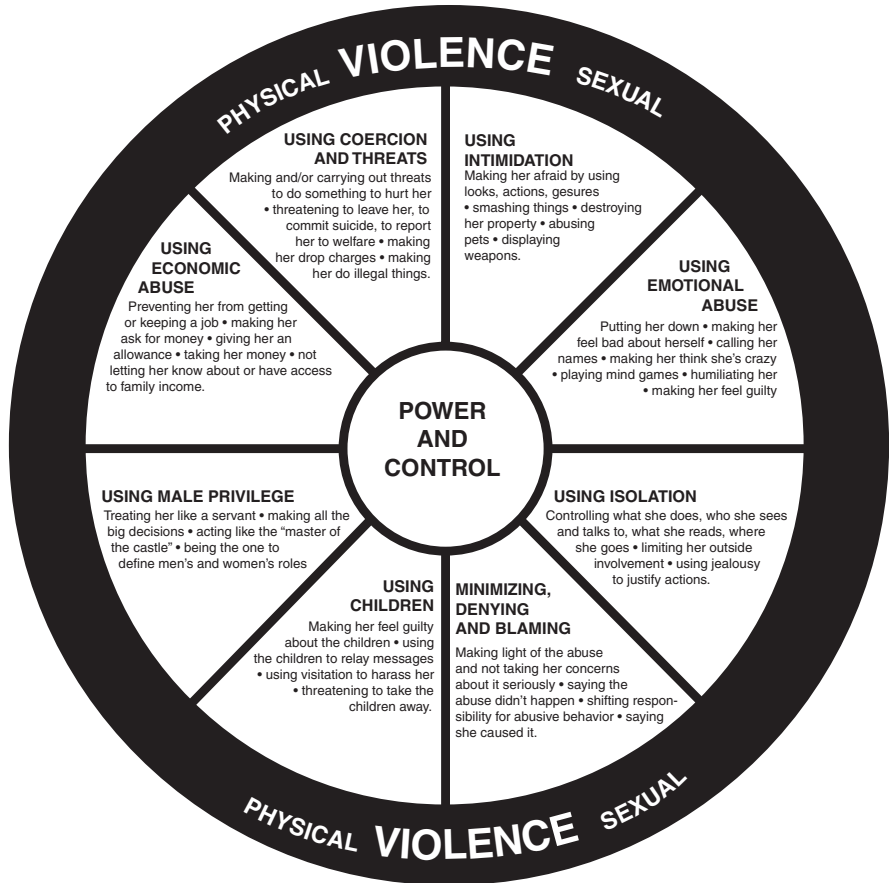 PHYSICAL VIOLENCE SEXUAL
USING COERCION
AND THREATS
Making and/or carrying out threats
to do something to hurt her
• threatening to leave her, to
commit suicide, to report
her to welfare • making
her drop charges • making
her do illegal things.
USING
INTIMIDATION
Making her afraid by using
looks, actions, gesures
• smashing things • destroying
her property • abusing
pets • displaying
weapons.
USING
EMOTIONAL
ABUSE
Putting her down • making her
feel bad about herself • calling her
names • making her think she's crazy
• playing mind games • humiliating her
• making her feel guilty
USING ISOLATION
Controlling what she does, who she sees
and talks to, what she reads, where
she goes • limiting her outside
involvement • using jealousy
to justify actions.
MINIMIZING,
DENYING
AND BLAMING
Making light of the abuse
and not taking her concerns
about it seriously • saying the
abuse didn't happen • shifting respon-
sibility for abusive behavior • saying
she caused it.
USING
CHILDREN
Making her feel guilty
about the children • using
the children to relay messages
• using visitation to harass her
• threatening to take the
children away.
USING MALE PRIVILEGE
Treating her like a servant • making all the
big decisions • acting like the “master of
the castle” • being the one to
define men's and women's roles
USING
ECONOMIC
ABUSE
Preventing her from getting
or keeping a job • making her
ask for money • giving her an
allowance • taking her money • not
letting her know about or have access
to family income.
POWER
AND
CONTROL
PHYSICAL VIOLENCE SEXUAL